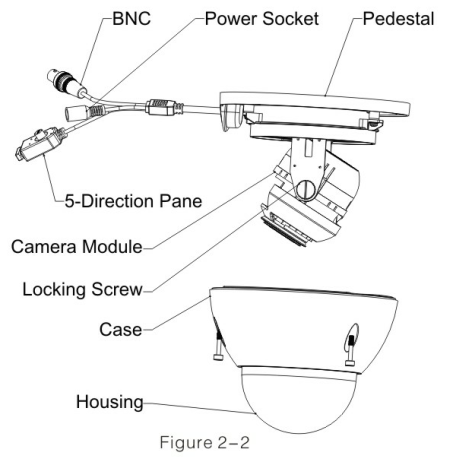 BNC
Power Socket
Pedestal
5-Direction Pane
Camera Module
Locking Screw
Case
Housing
Figure 2-2